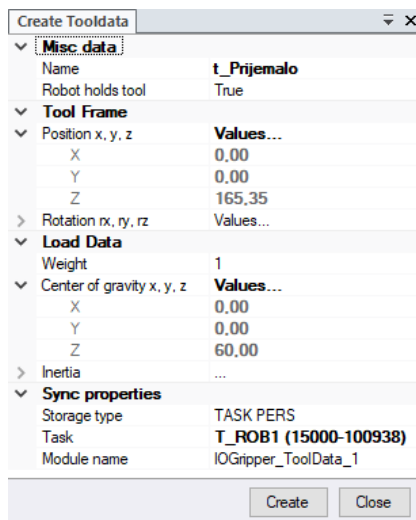 Create Tooldata
Misc data
Name t_Prijemalo
Robot holds tool True
Tool Frame
Position x, y, z Values...
X 0,00
Y 0,00
Z 165,35
Rotation rx, ry, rz Values...
Load Data
Weight 1
Center of gravity x, y, z Values...
X 0,00
Y 0,00
Z 60,00
Inertia ...
Sync properties
Storage type TASK PERS
Task T_ROB1 (15000-100938)
Module name IOGripper_ToolData_1
Create Close